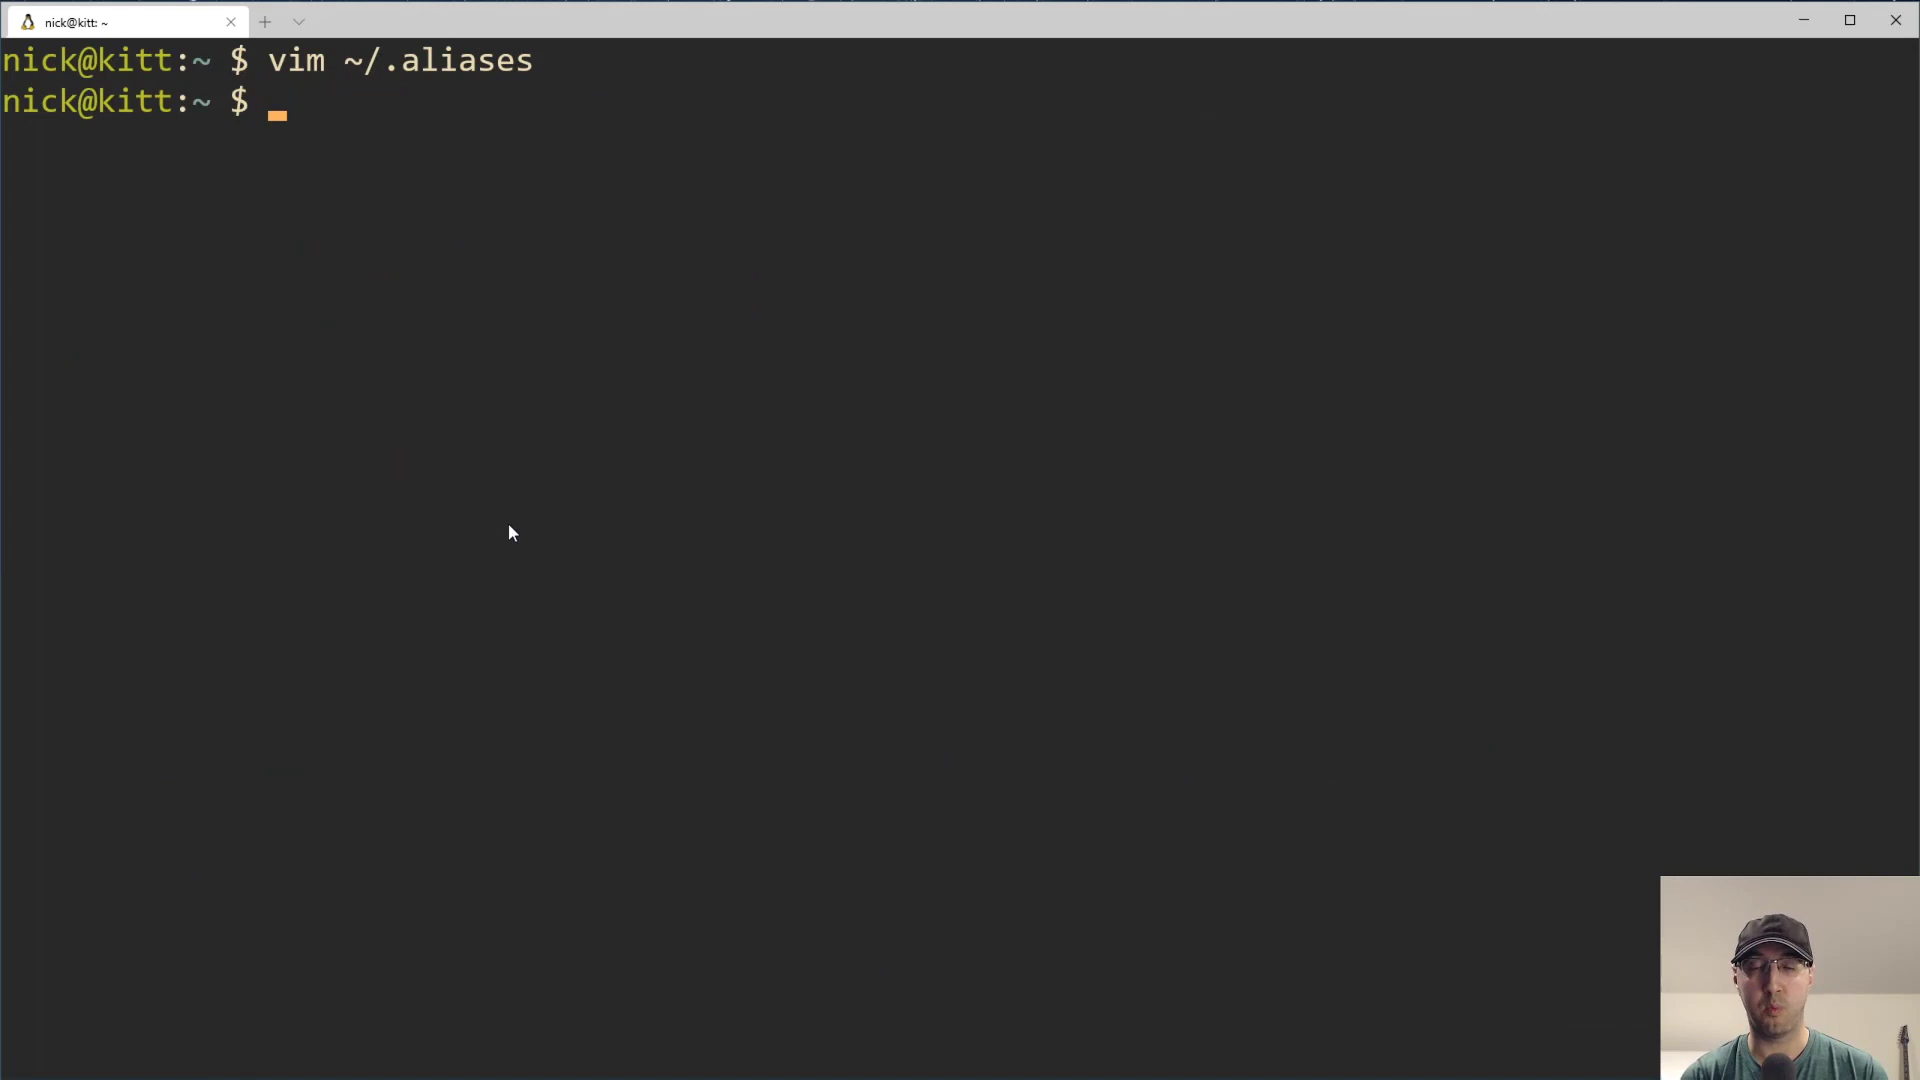 nick@kitt: ~
nick@kitt:~ $ vim ~/.aliases
nick@kitt:~ $